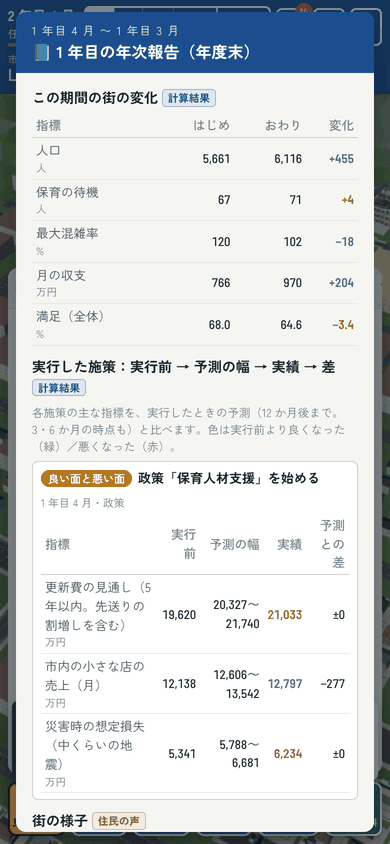 1年目 4月 〜 1年目 3月
📘1年目の年次報告（年度末）
この期間の街の変化 計算結果
指標 はじめ おわり 変化
人口
人 5,661 6,116 +455
保育の待機
人 67 71 +4
最大混雑率
% 120 102 −18
月の収支
万円 766 970 +204
満足（全体）
% 68.0 64.6 −3.4
実行した施策：実行前 → 予測の幅 → 実績 → 差
計算結果
各施策の主な指標を、実行したときの予測（12 か月後まで。
3・6 か月の時点も）と比べます。色は実行前より良くなった
（緑）／悪くなった（赤）。
良い面と悪い面 政策「保育人材支援」を始める
1年目 4月・政策
指標 実行前 予測の幅 実績 予測との差
更新費の見通し（5
年以内。先送りの
割増しを含む）
万円 19,620 20,327〜21,740 21,033 ±0
市内の小さな店の
売上（月）
万円 12,138 12,606〜13,542 12,797 −277
災害時の想定損失
（中くらいの地
震）
万円 5,341 5,788〜6,681 6,234 ±0
街の様子 住民の声